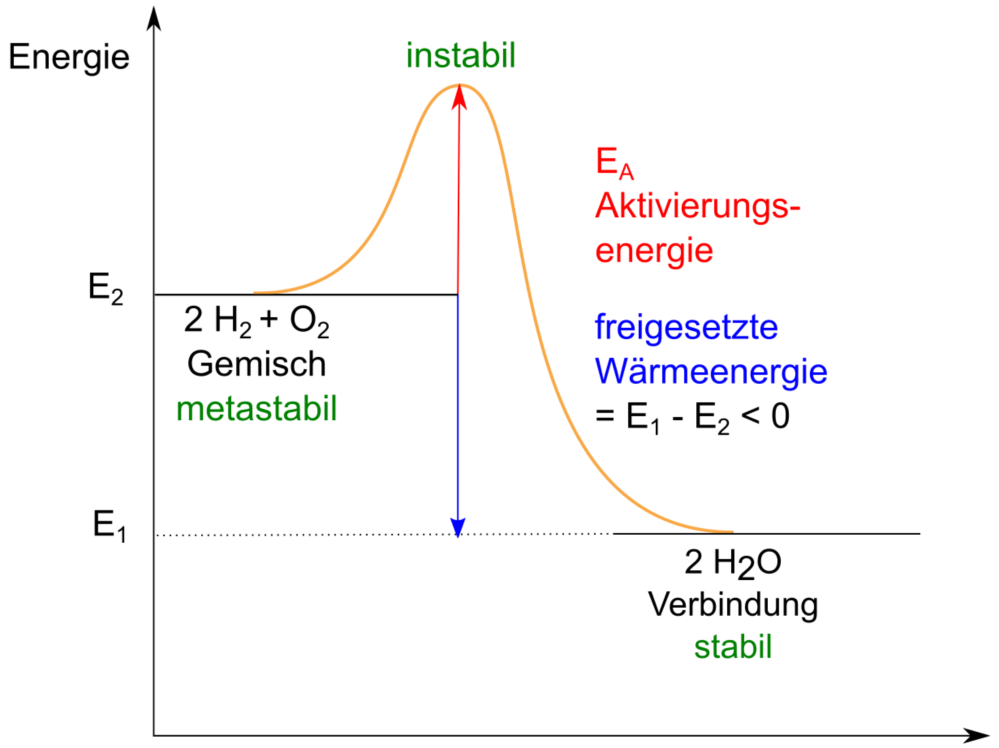 Energie
instabil
E_A
Aktivierungs-
energie
E₂
2 H₂ + O₂
Gemisch
metastabil
freigesetzte
Wärmeenergie
= E₁ - E₂ < 0
E₁
2 H₂O
Verbindung
stabil